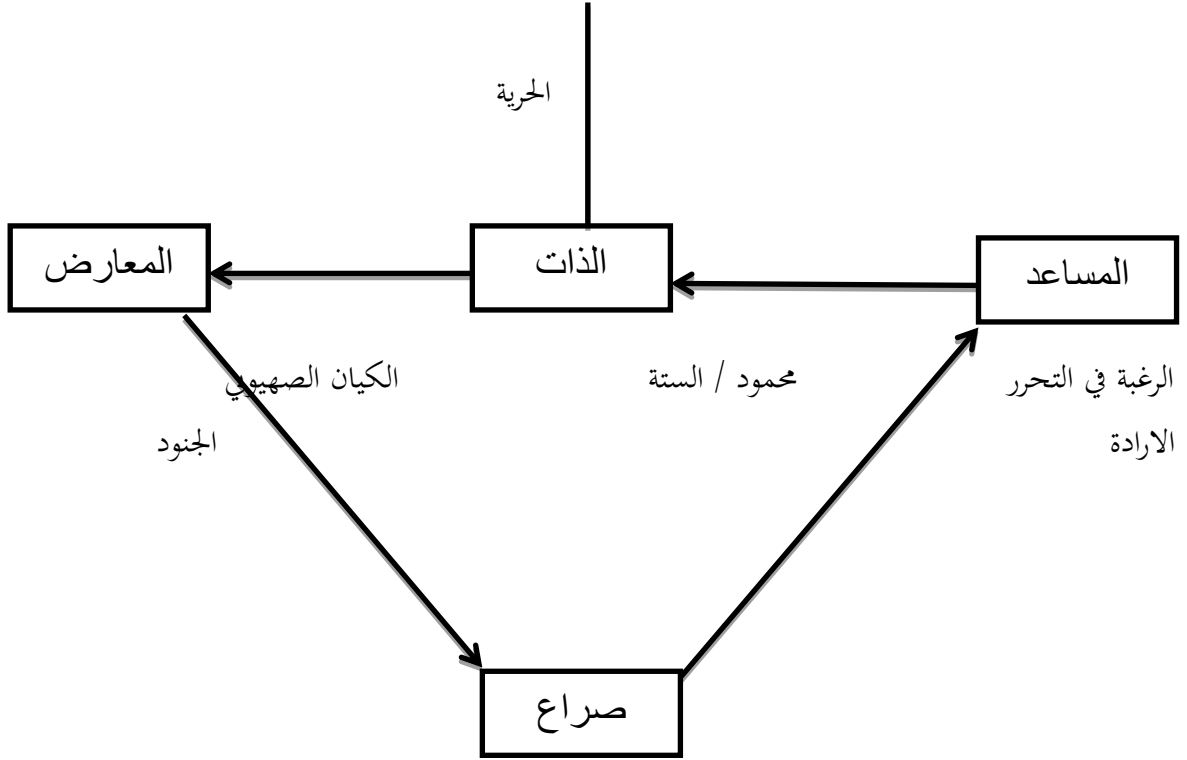 الحرية
المساعد
الذات
المعارض
الرغبة في التحرر
محمود / الستة
الكيان الصهيوني
الارادة
الجنود
صراع